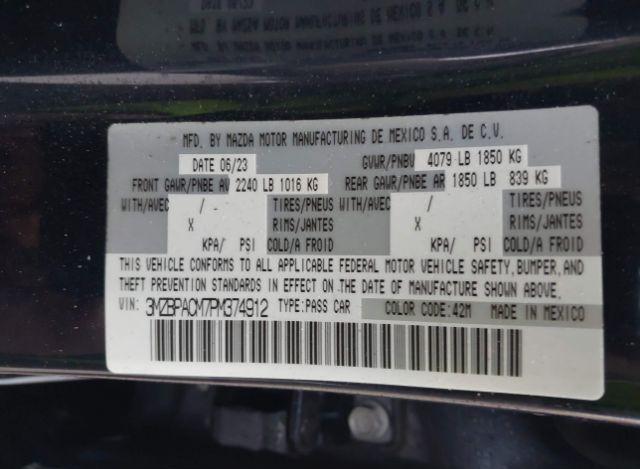 MFD. BY MAZDA MOTOR MANUFACTURING DE MEXICO S.A. DE C.V.
DATE 06/23 GVWR/PNBV 4079 LB 1850 KG
FRONT GAWR/PNBE AV 2240 LB 1016 KG REAR GAWR/PNBE AR 1850 LB 839 KG
WITH/AVEC / - TIRES/PNEUS WITH/AVEC / TIRES/PNEUS
X RIMS/JANTES X RIMS/JANTES
KPA/ PSI COLD/A FROID KPA/ PSI COLD/A FROID
THIS VEHICLE CONFORMS TO ALL APPLICABLE FEDERAL MOTOR VEHICLE SAFETY, BUMPER, AND
THEFT PREVENTION STANDARDS IN EFFECT ON THE DATE OF MANUFACTURE SHOWN ABOVE.
VIN: 3MZBPACM7PM374912 TYPE:PASS CAR COLOR CODE:42M MADE IN MEXICO